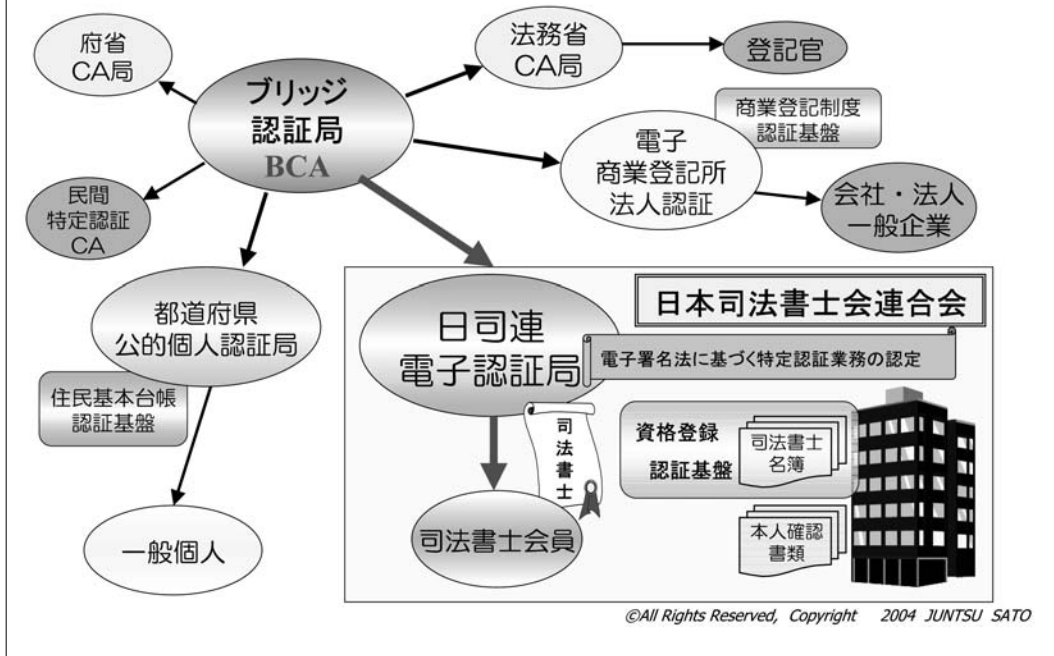 府省
CA局
ブリッジ
認証局
BCA
法務省
CA局
登記官
商業登記制度
認証基盤
電子
商業登記所
法人認証
会社・法人
一般企業
民間
特定認証
CA
都道府県
公的個人認証局
住民基本台帳
認証基盤
一般個人
日本司法書士会連合会
日司連
電子認証局
電子署名法に基づく特定認証業務の認定
司法書士
資格登録
認証基盤
司法書士
名簿
本人確認
書類
司法書士会員
©All Rights Reserved, Copyright 2004 JUNTSU SATO